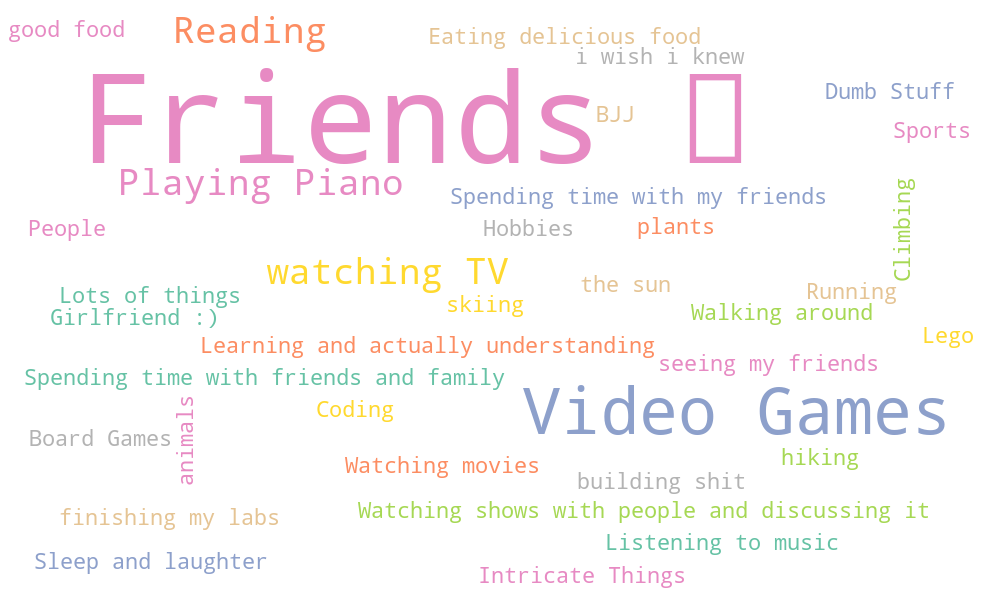 good food
Reading
Eating delicious food
i wish i knew
Friends
BJJ
Dumb Stuff
Sports
Playing Piano
Spending time with my friends
Climbing
People
Hobbies
plants
watching TV
the sun
Running
Lots of things
skiing
Girlfriend :)
Walking around
Lego
Learning and actually understanding
seeing my friends
Spending time with friends and family
Coding
Video Games
animals
Board Games
Watching movies
hiking
building shit
finishing my labs
Watching shows with people and discussing it
Listening to music
Sleep and laughter
Intricate Things